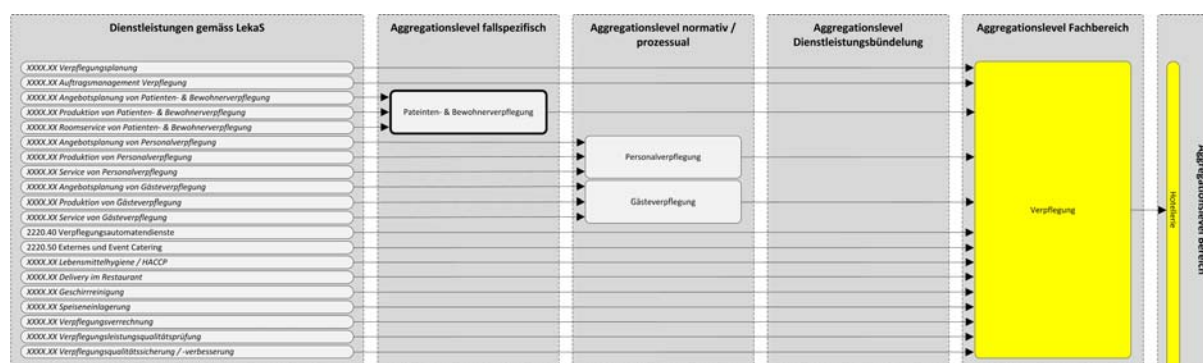 Dienstleistungen gemäss LekaS
Aggregationslevel fallspezifisch
Aggregationslevel normativ /
prozessual
Aggregationslevel
Dienstleistungsbündelung
Aggregationslevel Fachbereich
Aggregationslevel Bereich
XXXX.XX Verpflegungsplanung
XXXX.XX Auftragsmanagement Verpflegung
XXXX.XX Angebotsplanung von Patienten- & Bewohnerverpflegung
XXXX.XX Produktion von Patienten- & Bewohnerverpflegung
XXXX.XX Roomservice von Patienten- & Bewohnerverpflegung
XXXX.XX Angebotsplanung von Personalverpflegung
XXXX.XX Produktion von Personalverpflegung
XXXX.XX Service von Personalverpflegung
XXXX.XX Angebotsplanung von Gästeverpflegung
XXXX.XX Produktion von Gästeverpflegung
XXXX.XX Service von Gästeverpflegung
2220.40 Verpflegungsautomatendienste
2220.50 Externes und Event Catering
XXXX.XX Lebensmittelhygiene / HACCP
XXXX.XX Delivery im Restaurant
XXXX.XX Geschirrreinigung
XXXX.XX Speiseneinlagerung
XXXX.XX Verpflegungsverrechnung
XXXX.XX Verpflegungsleistungsqualitätsprüfung
XXXX.XX Verpflegungsqualitätssicherung / -verbesserung
Pateinten- & Bewohnerverpflegung
Personalverpflegung
Gästeverpflegung
Verpflegung
Hotellerie